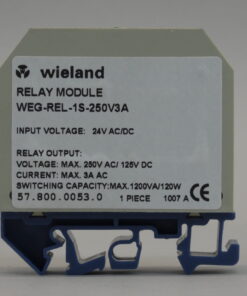 wieland
RELAY MODULE
WEG-REL-1S-250V3A
INPUT VOLTAGE: 24V AC/DC
RELAY OUTPUT:
VOLTAGE: MAX. 250V AC/ 125V DC
CURRENT: MAX. 3A AC
SWITCHING CAPACITY:MAX.1200VA/120W
57.800.0053.0 1 PIECE 1007 A CE